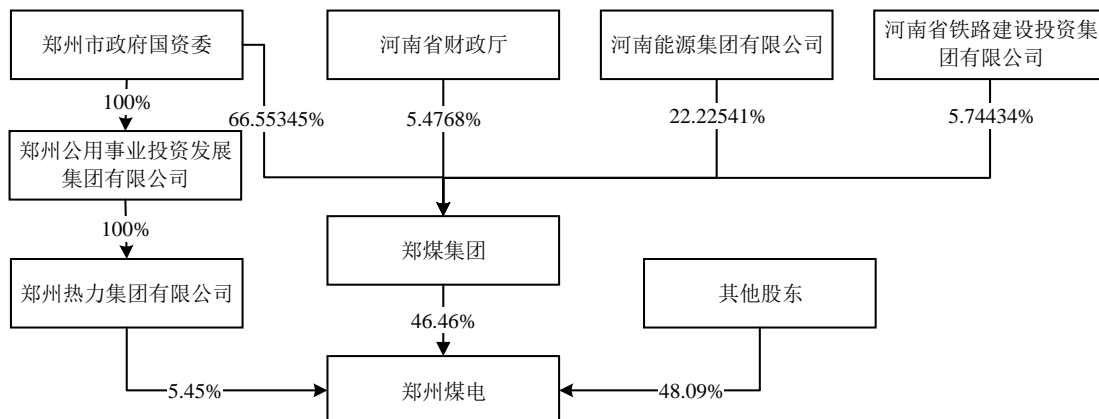 郑州市政府国资委
河南省财政厅
河南能源集团有限公司
河南省铁路建设投资集
团有限公司
100%
66.55345%
5.4768%
22.22541%
5.74434%
郑州公用事业投资发展
集团有限公司
100%
郑煤集团
郑州热力集团有限公司
其他股东
46.46%
5.45%
郑州煤电
48.09%